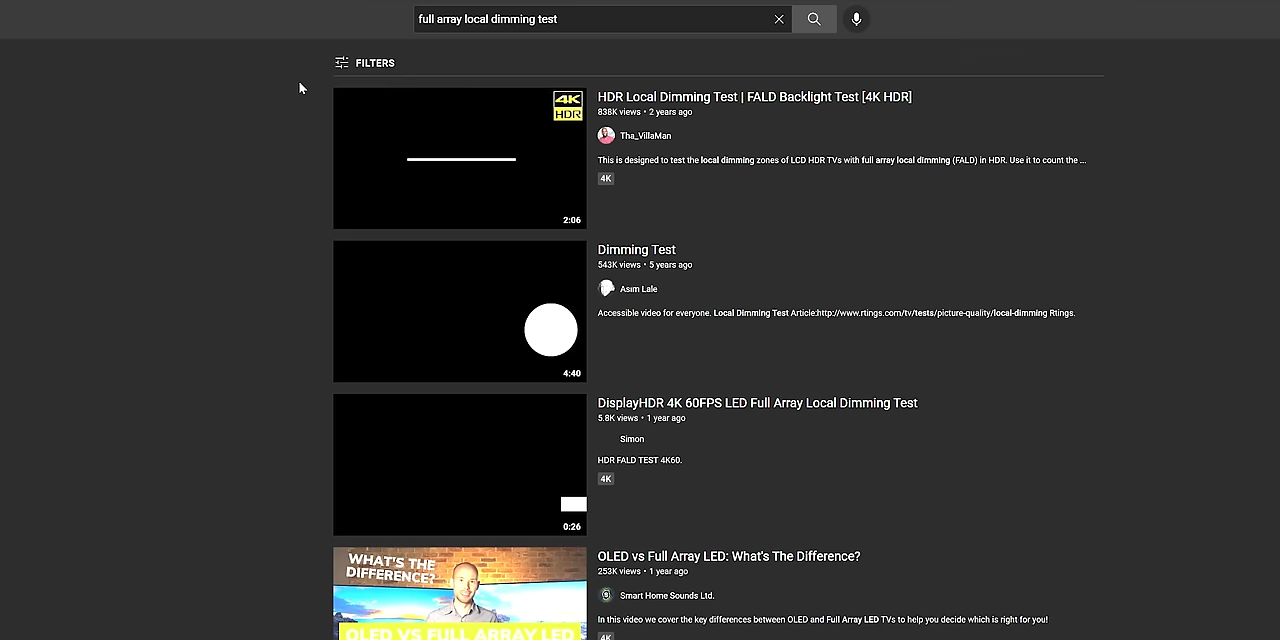 full array local dimming test
FILTERS
4K
HDR
2:06
HDR Local Dimming Test | FALD Backlight Test [4K HDR]
838K views • 2 years ago
Tha_VillaMan
This is designed to test the local dimming zones of LCD HDR TVs with full array local dimming (FALD) in HDR. Use it to count the ...
4K
4:40
Dimming Test
543K views • 5 years ago
Asım Lale
Accessible video for everyone. Local Dimming Test Article:http://www.rtings.com/tv/tests/picture-quality/local-dimming Rtings.
0:26
DisplayHDR 4K 60FPS LED Full Array Local Dimming Test
5.8K views • 1 year ago
Simon
HDR FALD TEST 4K60.
4K
WHAT'S THE
DIFFERENCE?
OLED VS FULL ARRAY LED
OLED vs Full Array LED: What's The Difference?
253K views • 1 year ago
Smart Home Sounds Ltd.
In this video we cover the key differences between OLED and Full Array LED TVs to help you decide which is right for you!
4K